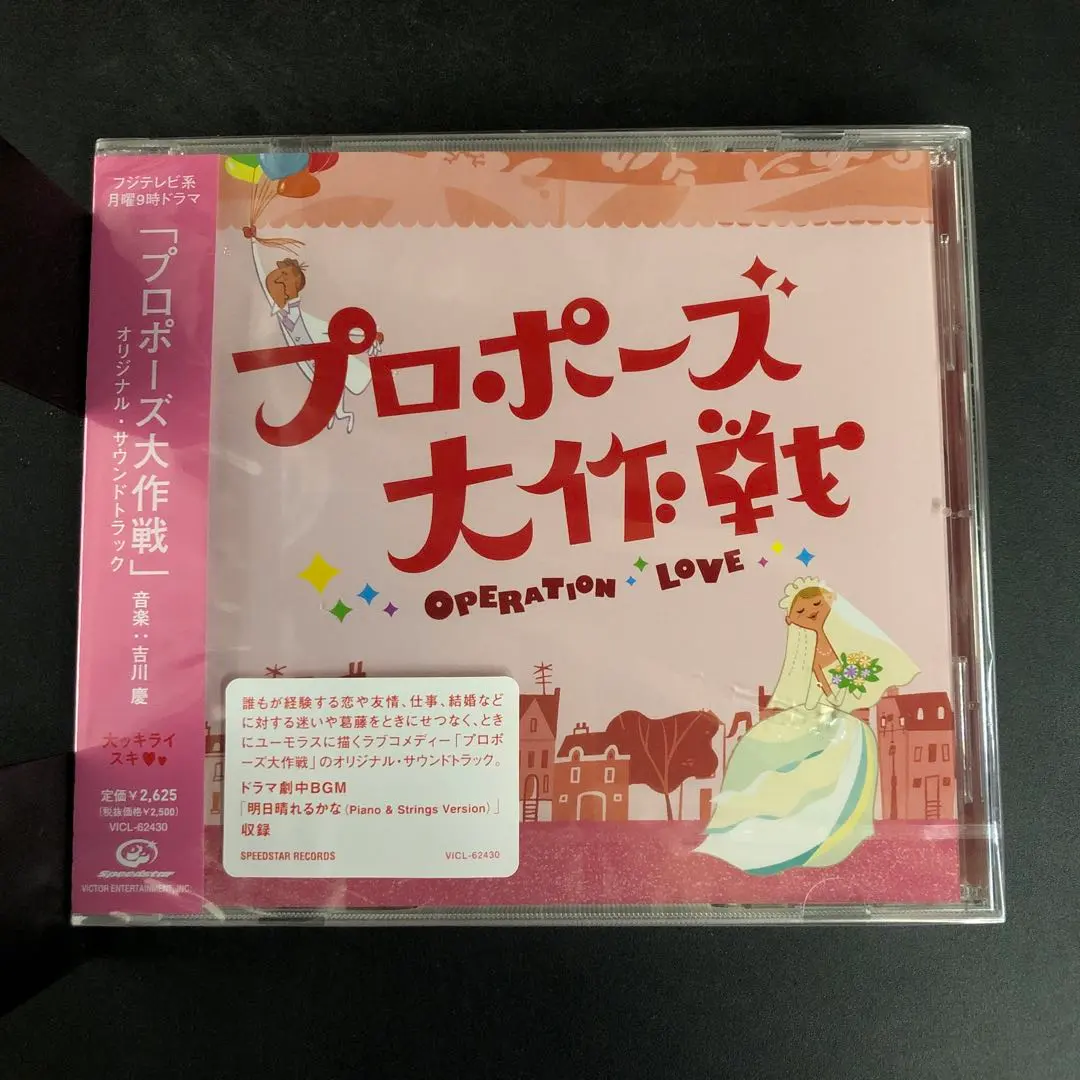 フジテレビ系
月曜9時ドラマ
「プロポーズ大作戦」
オリジナル・サウンドトラック
音楽：吉川 慶
大ッキライ
スキ♥♥
定価￥2,625
(税抜価格￥2,500)
VICL-62430
Speedstar
VICTOR ENTERTAINMENT, INC.
プロポーズ
大作戦
OPERATION LOVE
誰もが経験する恋や友情、仕事、結婚など
に対する迷いや葛藤をときにせつなく、とき
にユーモラスに描くラブコメディー「プロポ
ーズ大作戦」のオリジナル・サウンドトラック。
ドラマ劇中BGM
「明日晴れるかな(Piano & Strings Version)」
収録
SPEEDSTAR RECORDS
VICL-62430